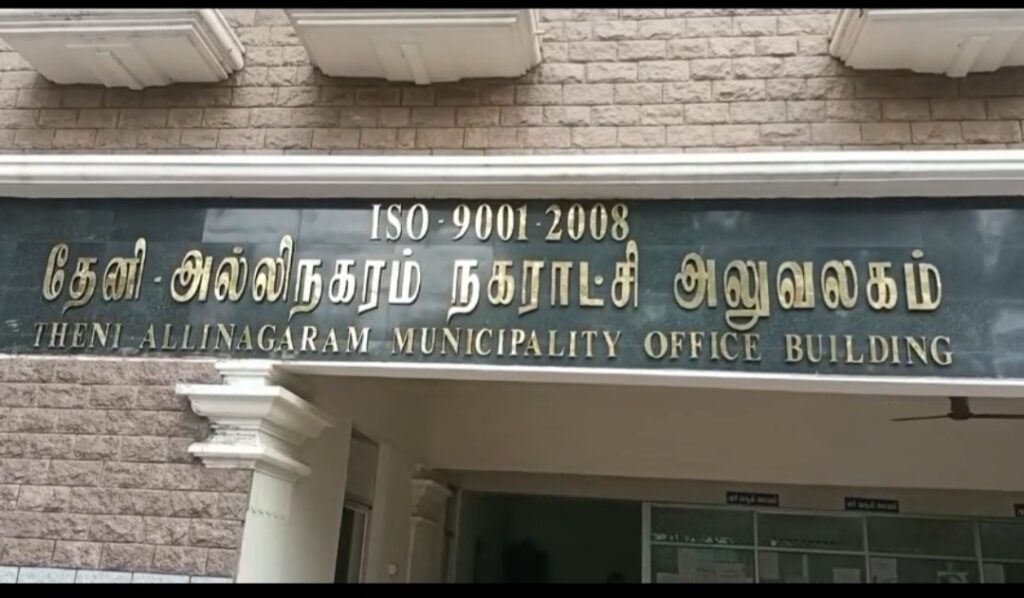 ISO-9001-2008
தேனி - அல்லிநகரம் நகராட்சி அலுவலகம்
THENI ALLINAGARAM MUNICIPALITY OFFICE BUILDING